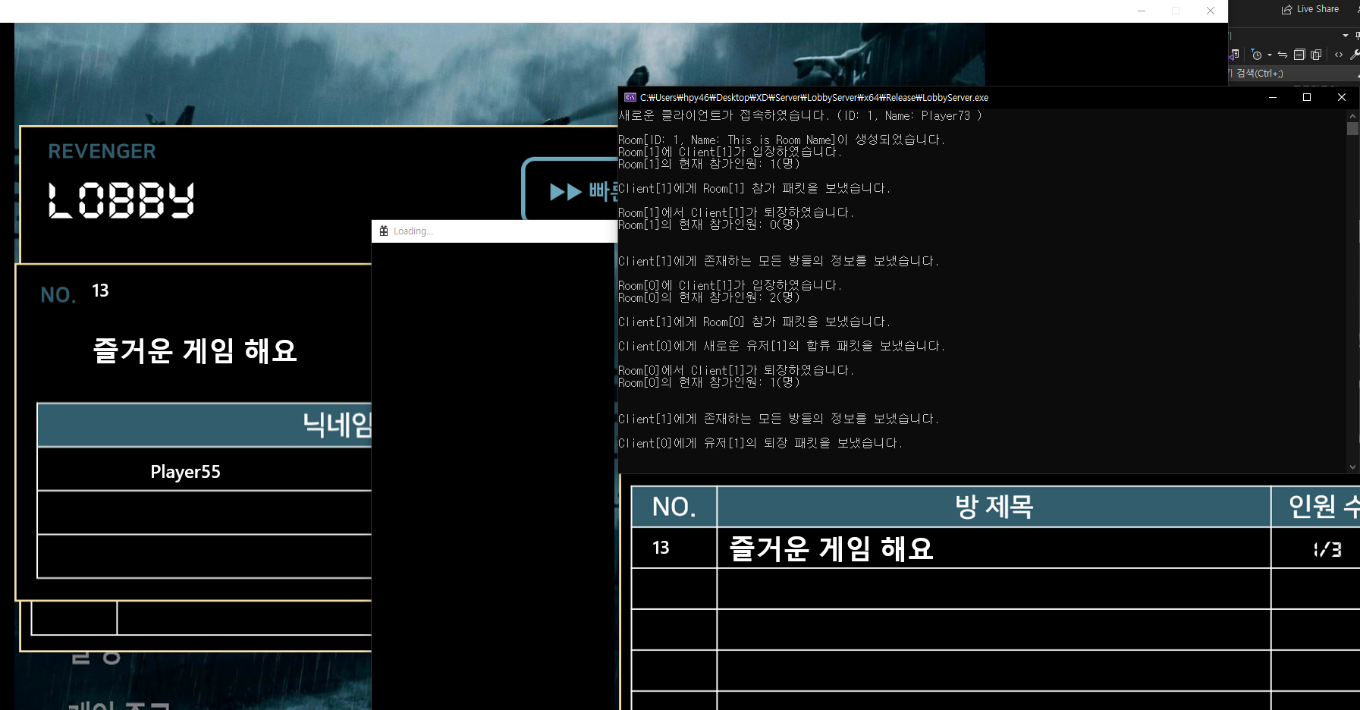 Live Share
검색(Ctrl+;)
C:₩Users₩hpy46₩Desktop₩XD₩Server₩LobbyServer₩x64₩Release₩LobbyServer.exe
새로운 클라이언트가 접속하였습니다. (ID: 1, Name: Player73 )
Room[ID: 1, Name: This is Room Name]이 생성되었습니다.
Room[1]에 Client[1]가 입장하였습니다.
Room[1]의 현재 참가인원: 1(명)
Client[1]에게 Room[1] 참가 패킷을 보냈습니다.
Room[1]에서 Client[1]가 퇴장하였습니다.
Room[1]의 현재 참가인원: 0(명)
Client[1]에게 존재하는 모든 방들의 정보를 보냈습니다.
Room[0]에 Client[1]가 입장하였습니다.
Room[0]의 현재 참가인원: 2(명)
Client[1]에게 Room[0] 참가 패킷을 보냈습니다.
Client[0]에게 새로운 유저[1]의 합류 패킷을 보냈습니다.
Room[0]에서 Client[1]가 퇴장하였습니다.
Room[0]의 현재 참가인원: 1(명)
Client[1]에게 존재하는 모든 방들의 정보를 보냈습니다.
Client[0]에게 유저[1]의 퇴장 패킷을 보냈습니다.
REVENGER
LOBBY
▶▶ 빠른
Loading...
NO. 13
즐거운 게임 해요
닉네임
Player55
NO. 방 제목 인원 수
13 즐거운 게임 해요 1/3